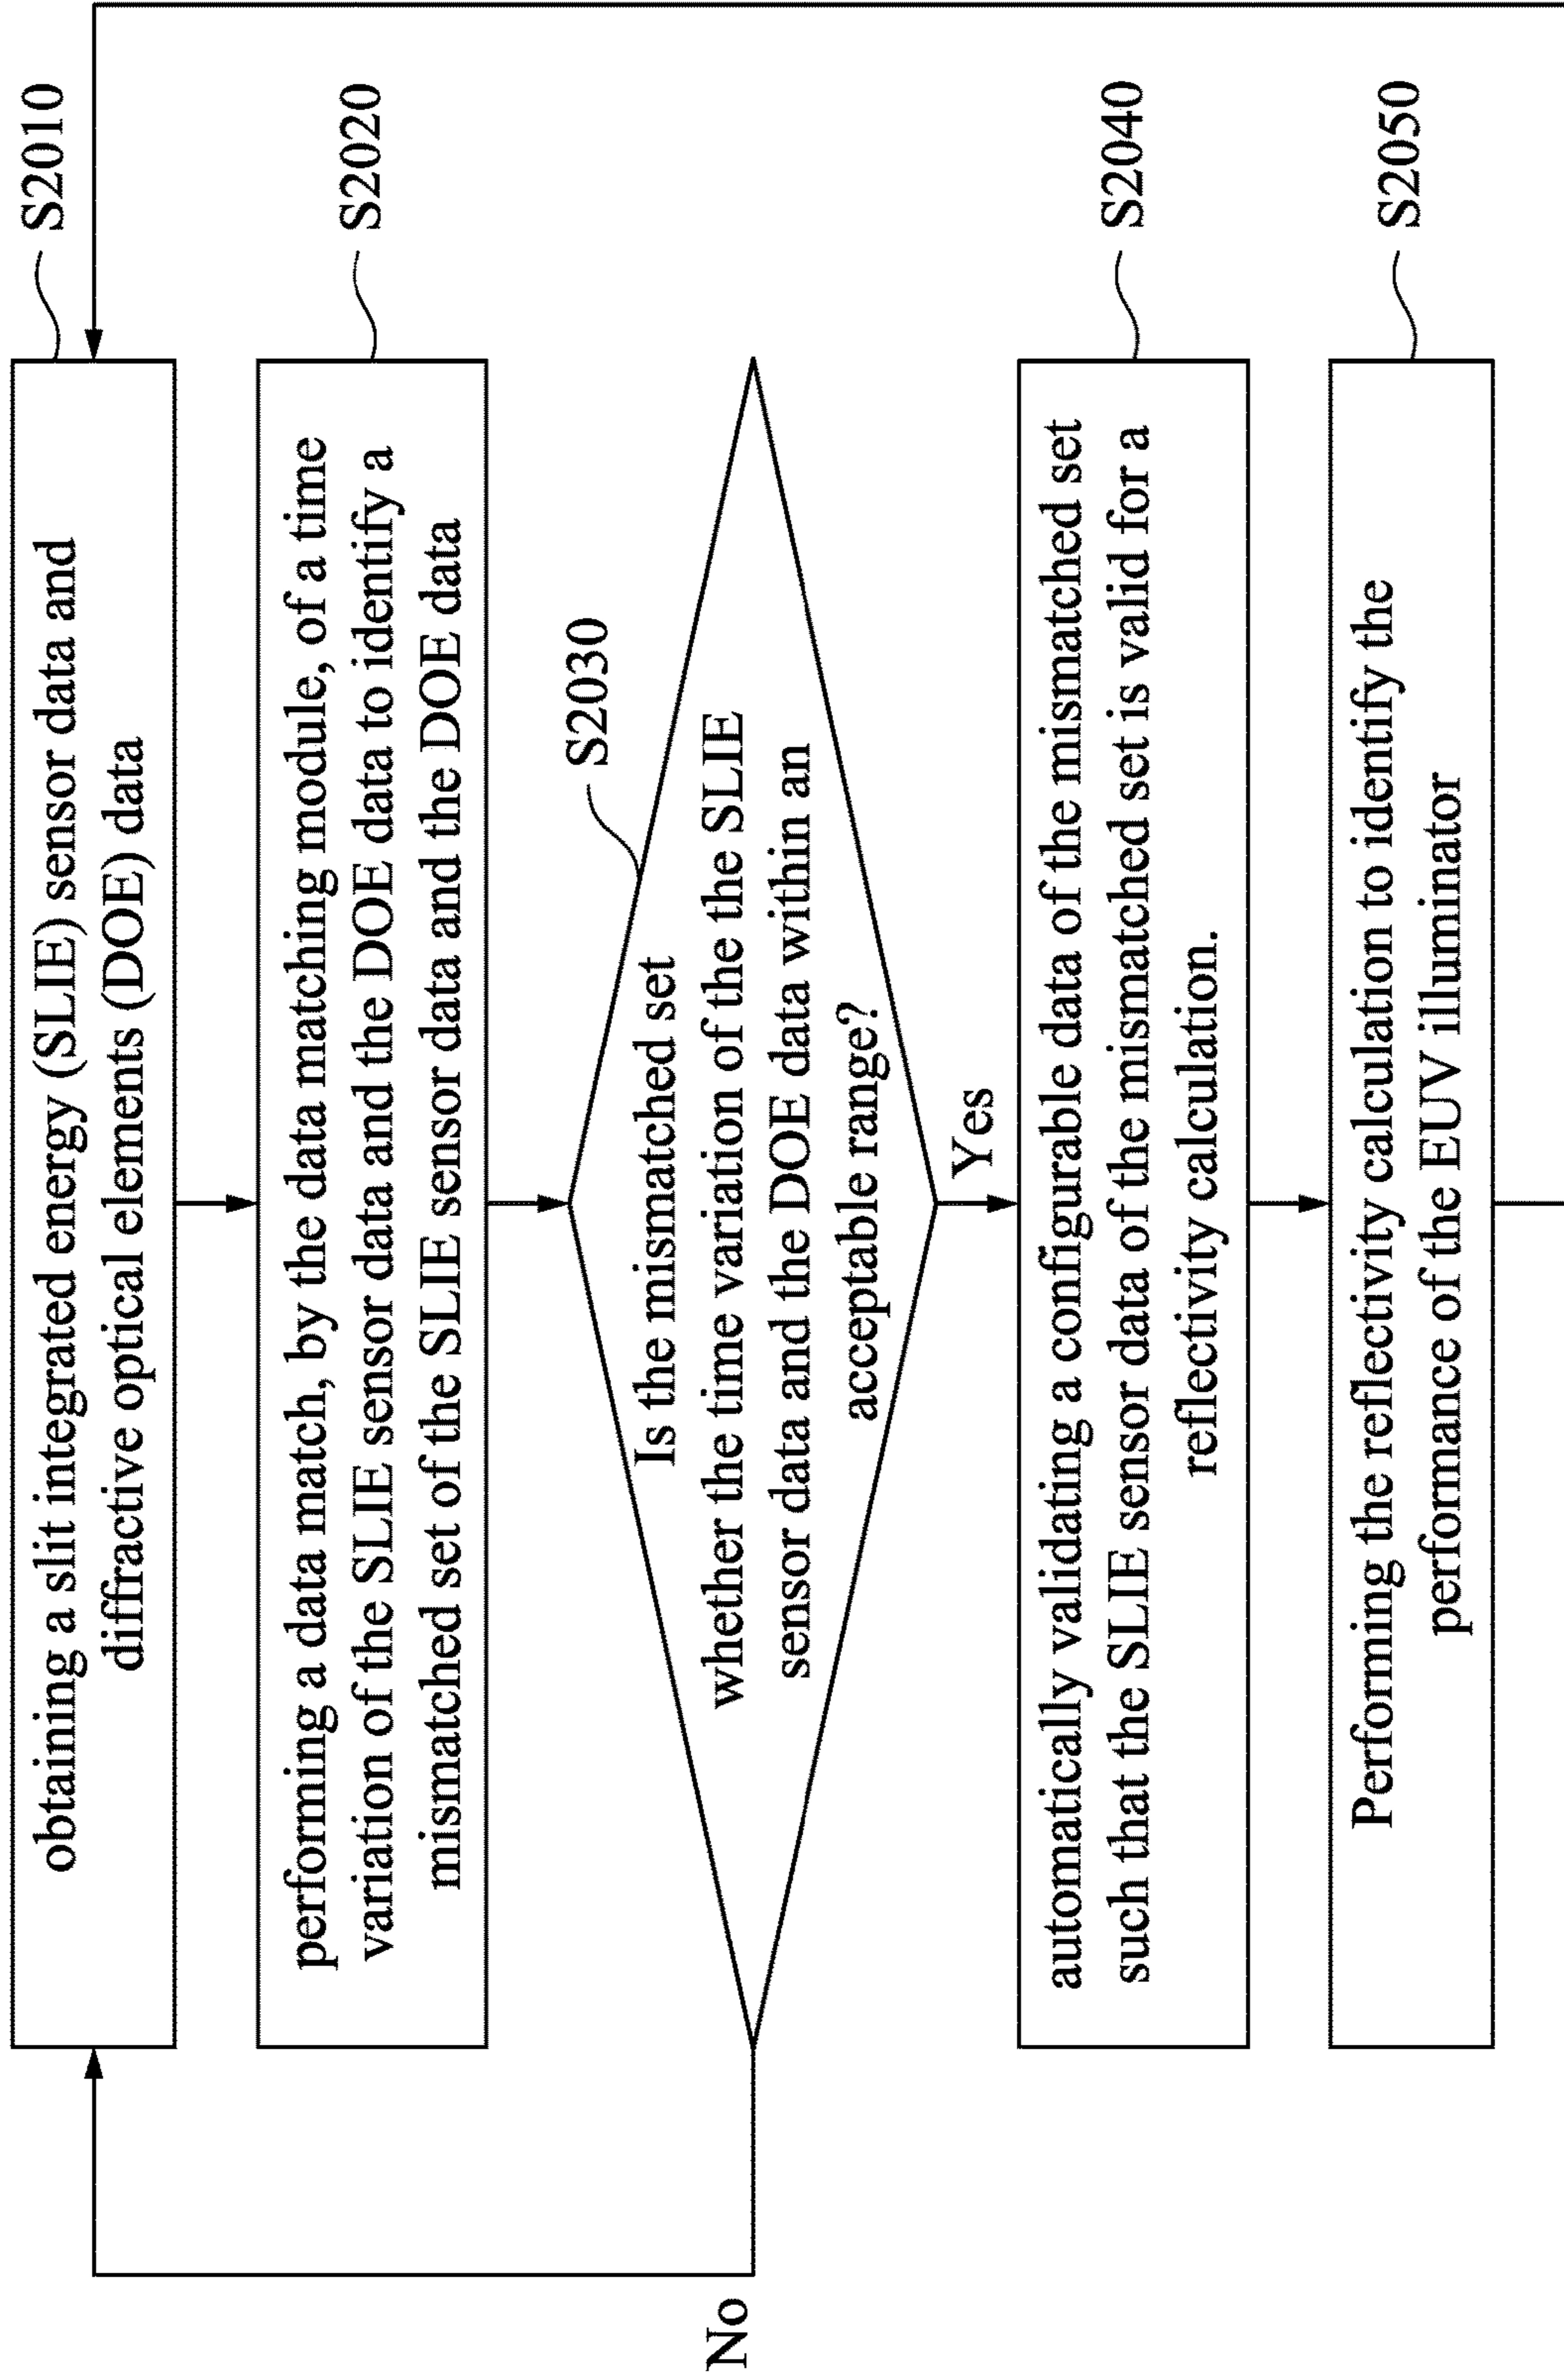 S2010
obtaining a slit integrated energy (SLIE) sensor data and
diffractive optical elements (DOE) data
S2020
performing a data match, by the data matching module, of a time
variation of the SLIE sensor data and the DOE data to identify a
mismatched set of the SLIE sensor data and the DOE data
S2030
Is the mismatched set
whether the time variation of the the SLIE
sensor data and the DOE data within an
acceptable range?
No
Yes
S2040
automatically validating a configurable data of the mismatched set
such that the SLIE sensor data of the mismatched set is valid for a
reflectivity calculation.
S2050
Performing the reflectivity calculation to identify the
performance of the EUV illuminator